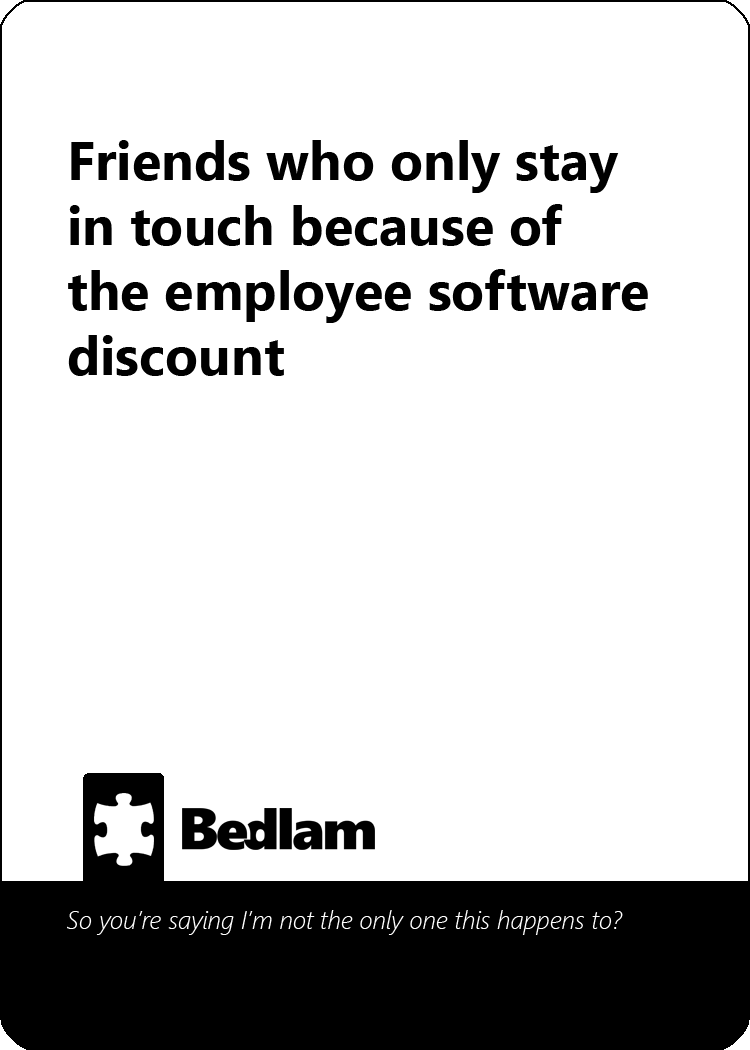 Friends who only stay
in touch because of
the employee software
discount
Bedlam
So you're saying I'm not the only one this happens to?